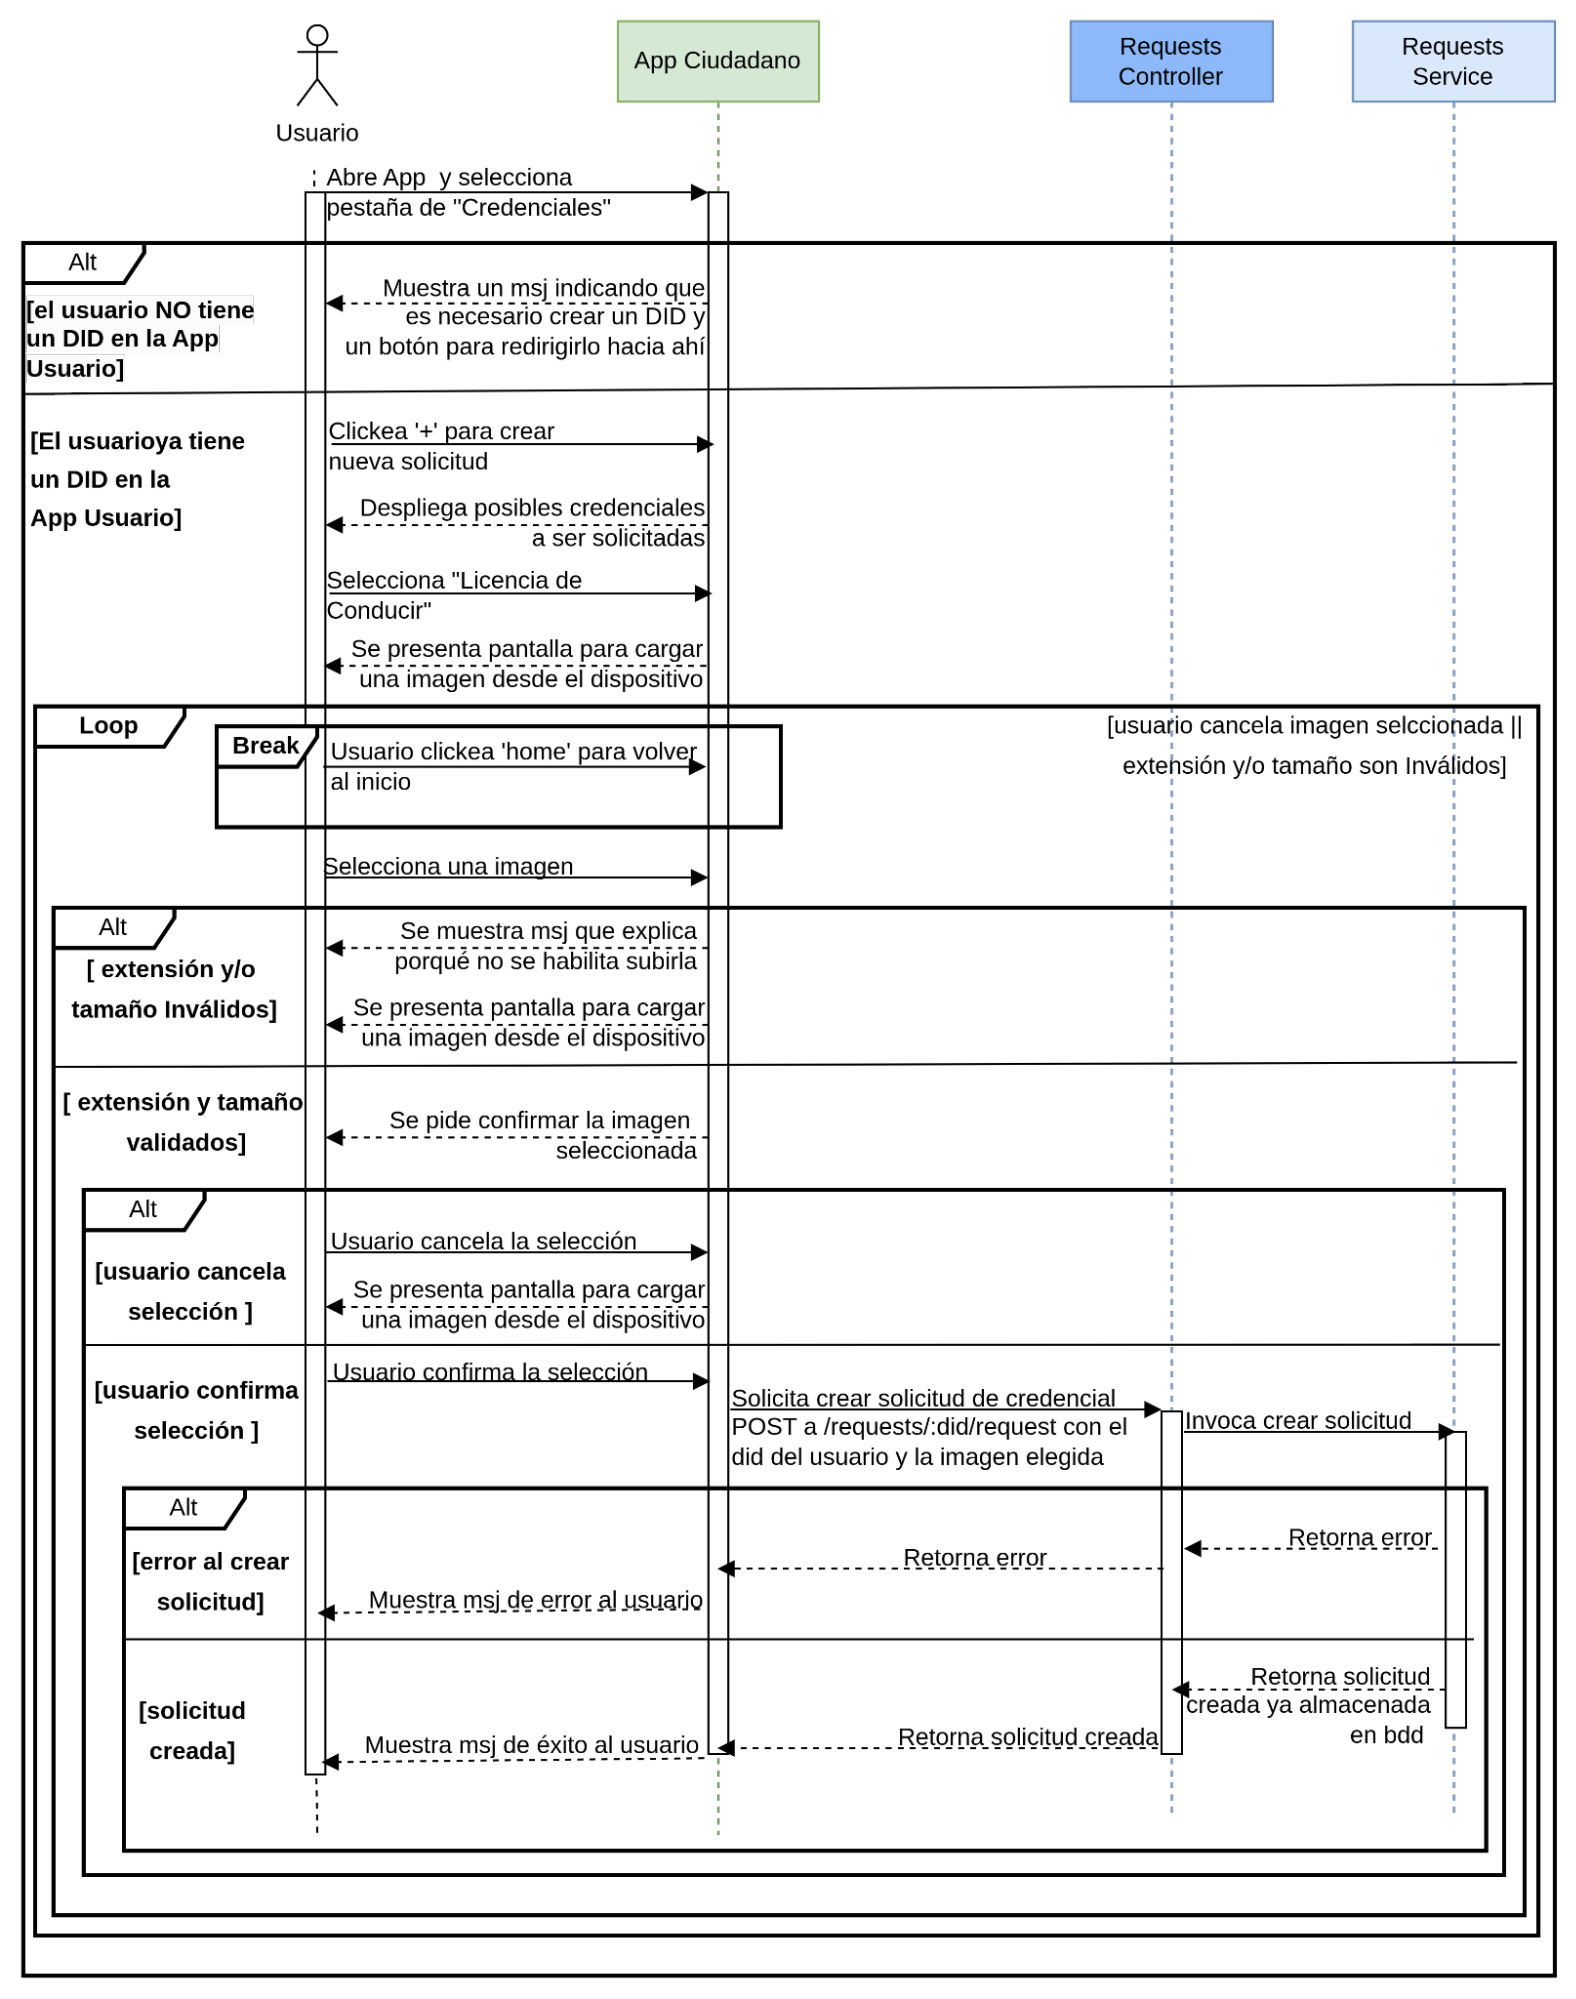 Usuario
App Ciudadano
Requests
Controller
Requests
Service
Abre App  y selecciona
pestaña de "Credenciales"
Alt
[el usuario NO tiene
un DID en la App
Usuario]
Muestra un msj indicando que
es necesario crear un DID y
un botón para redirigirlo hacia ahí
[El usuarioya tiene
un DID en la
App Usuario]
Clickea '+' para crear
nueva solicitud
Despliega posibles credenciales
a ser solicitadas
Selecciona "Licencia de
Conducir"
Se presenta pantalla para cargar
una imagen desde el dispositivo
Loop
[usuario cancela imagen selccionada ||
extensión y/o tamaño son Inválidos]
Break
Usuario clickea 'home' para volver
al inicio
Selecciona una imagen
Alt
[ extensión y/o
tamaño Inválidos]
Se muestra msj que explica
porqué no se habilita subirla
Se presenta pantalla para cargar
una imagen desde el dispositivo
[ extensión y tamaño
validados]
Se pide confirmar la imagen
seleccionada
Alt
[usuario cancela
selección ]
Usuario cancela la selección
Se presenta pantalla para cargar
una imagen desde el dispositivo
[usuario confirma
selección ]
Usuario confirma la selección
Solicita crear solicitud de credencial
POST a /requests/:did/request con el
did del usuario y la imagen elegida
Invoca crear solicitud
Alt
[error al crear
solicitud]
Retorna error
Retorna error
Muestra msj de error al usuario
[solicitud
creada]
Retorna solicitud
creada ya almacenada
en bdd
Retorna solicitud creada
Muestra msj de éxito al usuario